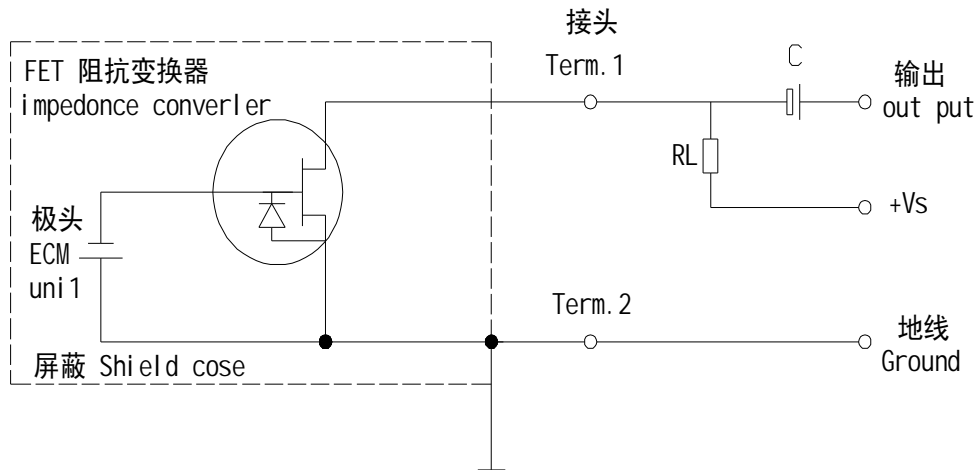 接头
FET 阻抗变换器
Term.1
C
输出
impedonce converler
out put
RL
+Vs
极头
ECM
uni1
Term.2
地线
屏蔽 Shield cose
Ground